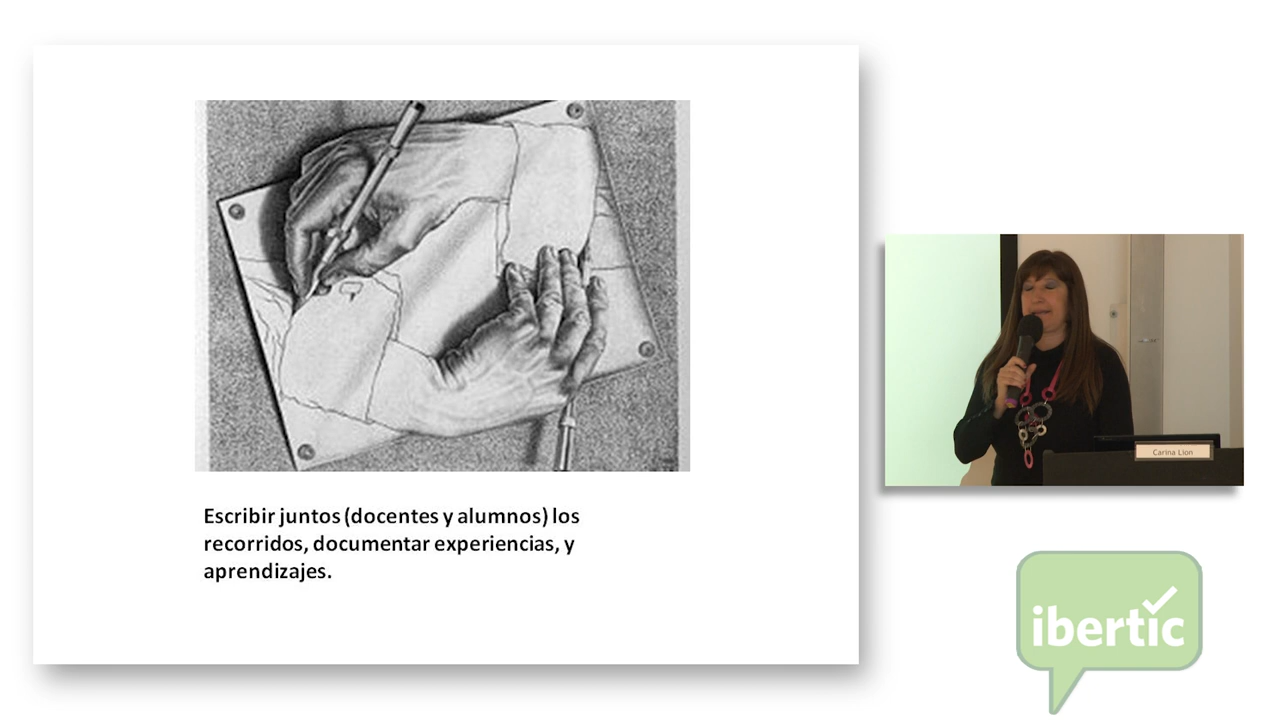 Escribir juntos (docentes y alumnos) los
recorridos, documentar experiencias, y
aprendizajes.
Carina Lion
ibertic